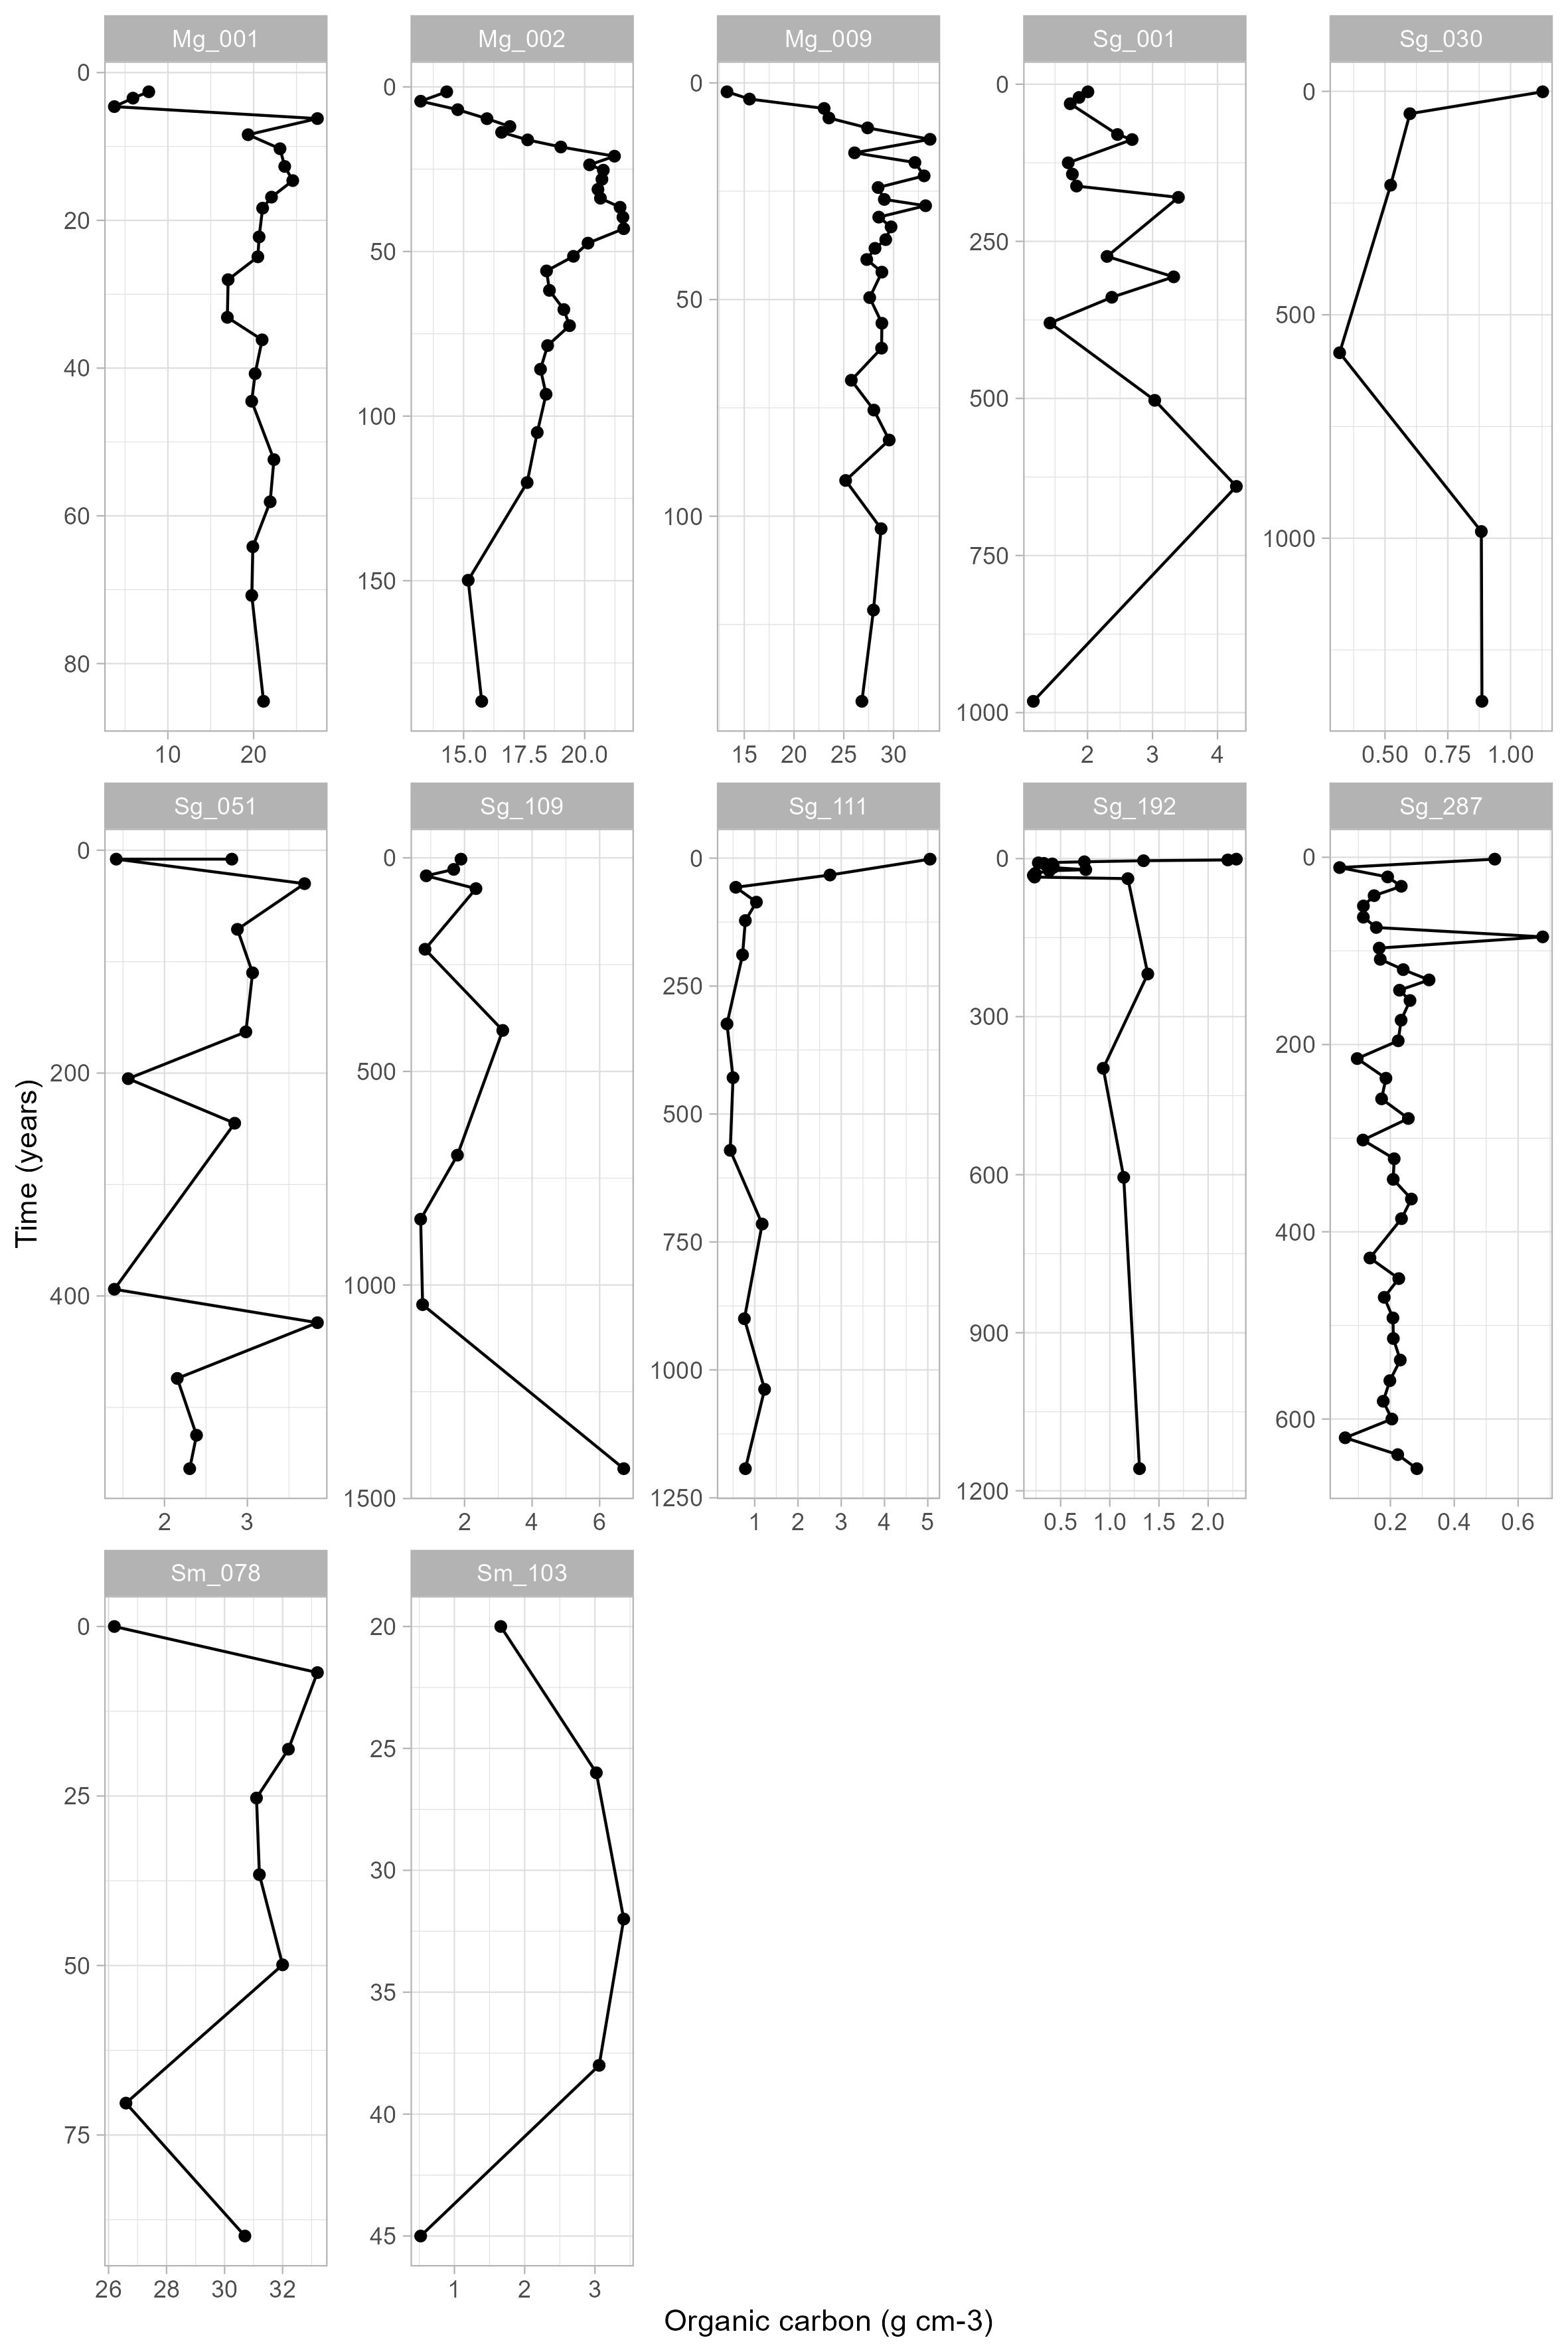 Mg_001 Mg_002 Mg_009 Sg_001 Sg_030
0 20 40 60 80
0 50 100 150
0 50 100
0 250 500 750 1000
0 500 1000
10 20
15.0 17.5 20.0
15 20 25 30
2 3 4
0.50 0.75 1.00
Sg_051 Sg_109 Sg_111 Sg_192 Sg_287
0 200 400
0 500 1000 1500
0 250 500 750 1000 1250
0 300 600 900 1200
0 200 400 600
2 3
2 4 6
1 2 3 4 5
0.5 1.0 1.5 2.0
0.2 0.4 0.6
Sm_078 Sm_103
0 25 50 75
20 25 30 35 40 45
26 28 30 32
1 2 3
Time (years)
Organic carbon (g cm-3)